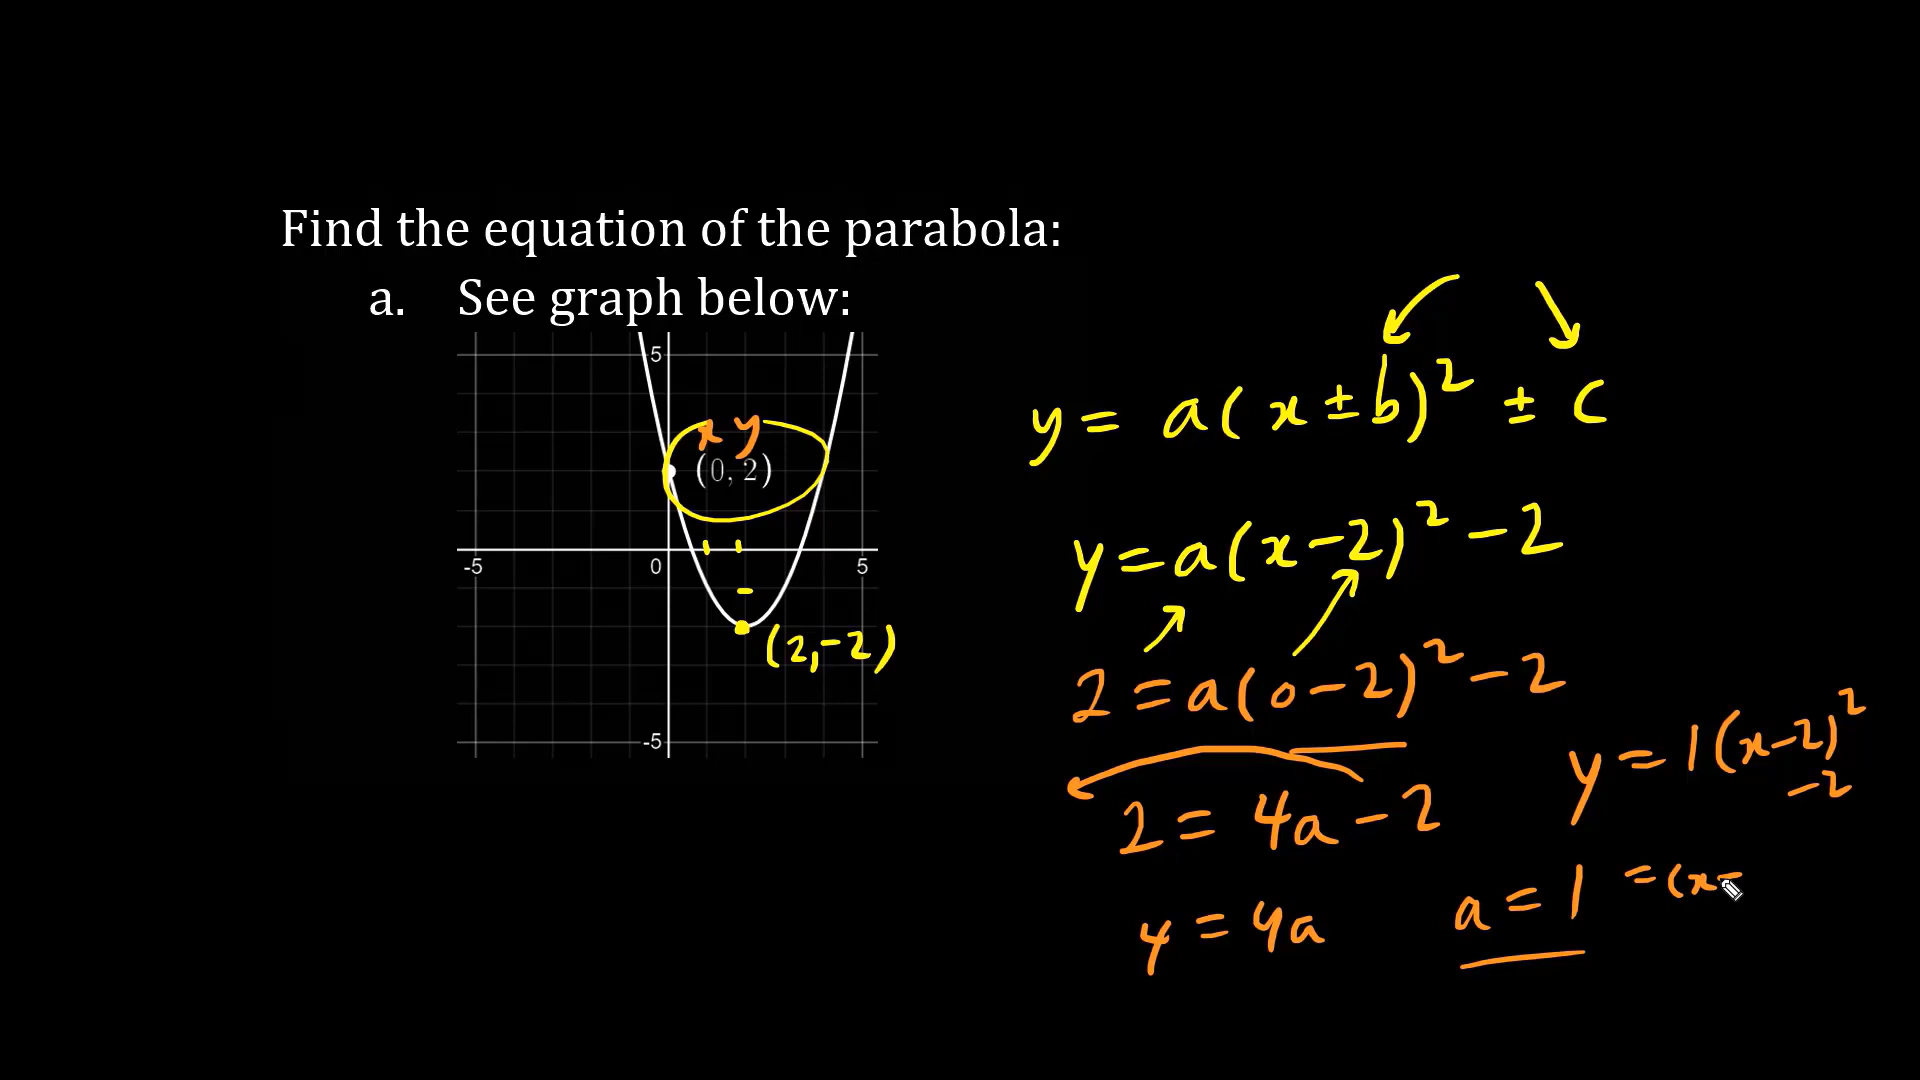 Find the equation of the parabola:
a. See graph below:
5
x y
(0, 2)
-5 0 5
(2,-2)
-5
y = a(x±b)² ± c
y=a(x-2)² -2
2=a(0-2)² -2
2= 4a-2
4 = 4a
a = 1
y = 1(x-2)²
-2
= (x-